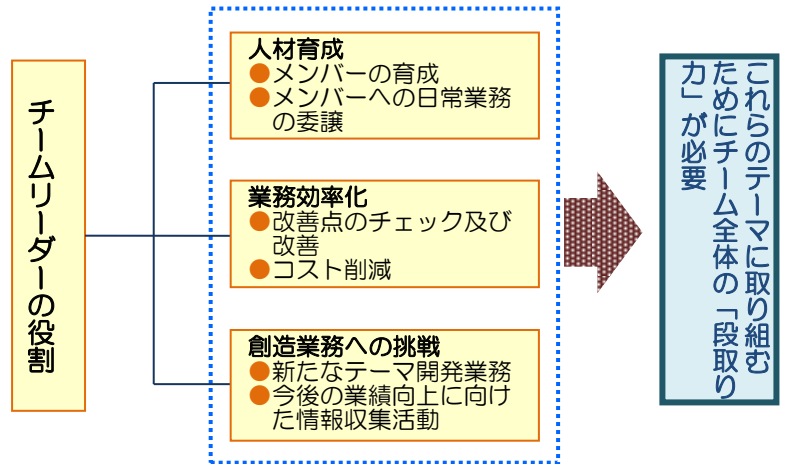 チームリーダーの役割
人材育成
●メンバーの育成
●メンバーへの日常業務
の委譲
業務効率化
●改善点のチェック及び
改善
●コスト削減
創造業務への挑戦
●新たなテーマ開発業務
●今後の業績向上に向け
た情報収集活動
これらのテーマに取り組む
ためにチーム全体の「段取り
力」が必要